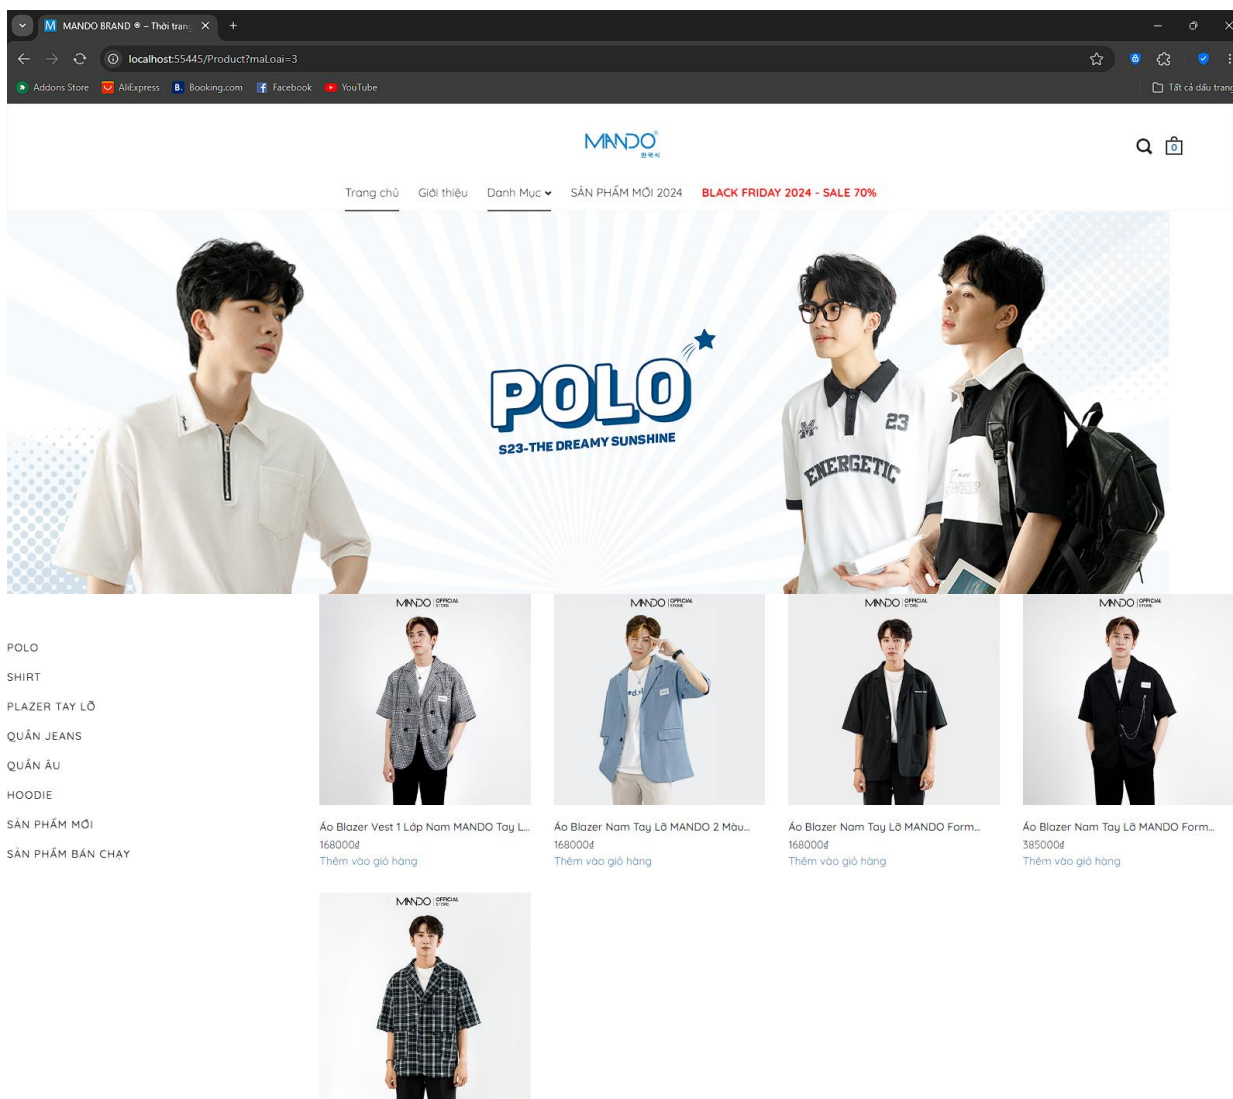 MANDO BRAND ® – Thời trang
localhost:55445/Product?maLoai=3
Addons Store AliExpress Booking.com Facebook YouTube Tất cả dấu trang
MANDO
한국식
0
Trang chủ Giới thiệu Danh Mục SẢN PHẨM MỚI 2024 BLACK FRIDAY 2024 - SALE 70%
POLO
S23-THE DREAMY SUNSHINE
23
ENERGETIC
MANDO OFFICIAL STORE
MANDO OFFICIAL STORE
MANDO OFFICIAL STORE
MANDO OFFICIAL STORE
POLO
SHIRT
PLAZER TAY LỠ
QUẦN JEANS
QUẦN ÂU
HOODIE
SẢN PHẨM MỚI
SẢN PHẨM BÁN CHẠY
Áo Blazer Vest 1 Lớp Nam MANDO Tay L...
168000đ
Thêm vào giỏ hàng
Áo Blazer Nam Tay Lỡ MANDO 2 Màu...
168000đ
Thêm vào giỏ hàng
Áo Blazer Nam Tay Lỡ MANDO Form...
168000đ
Thêm vào giỏ hàng
Áo Blazer Nam Tay Lỡ MANDO Form...
385000đ
Thêm vào giỏ hàng
MANDO OFFICIAL STORE